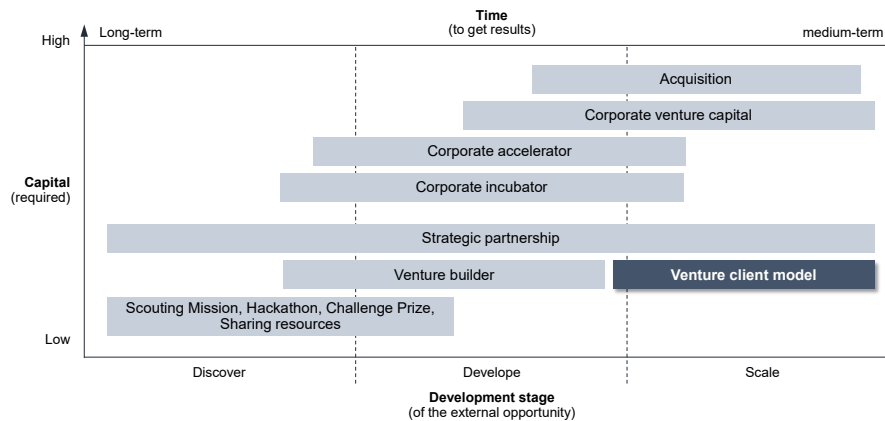 Time
(to get results)
High
Long-term
medium-term
Acquisition
Corporate venture capital
Corporate accelerator
Capital
(required)
Corporate incubator
Strategic partnership
Venture builder
Venture client model
Scouting Mission, Hackathon, Challenge Prize,
Sharing resources
Low
Discover
Develope
Scale
Development stage
(of the external opportunity)